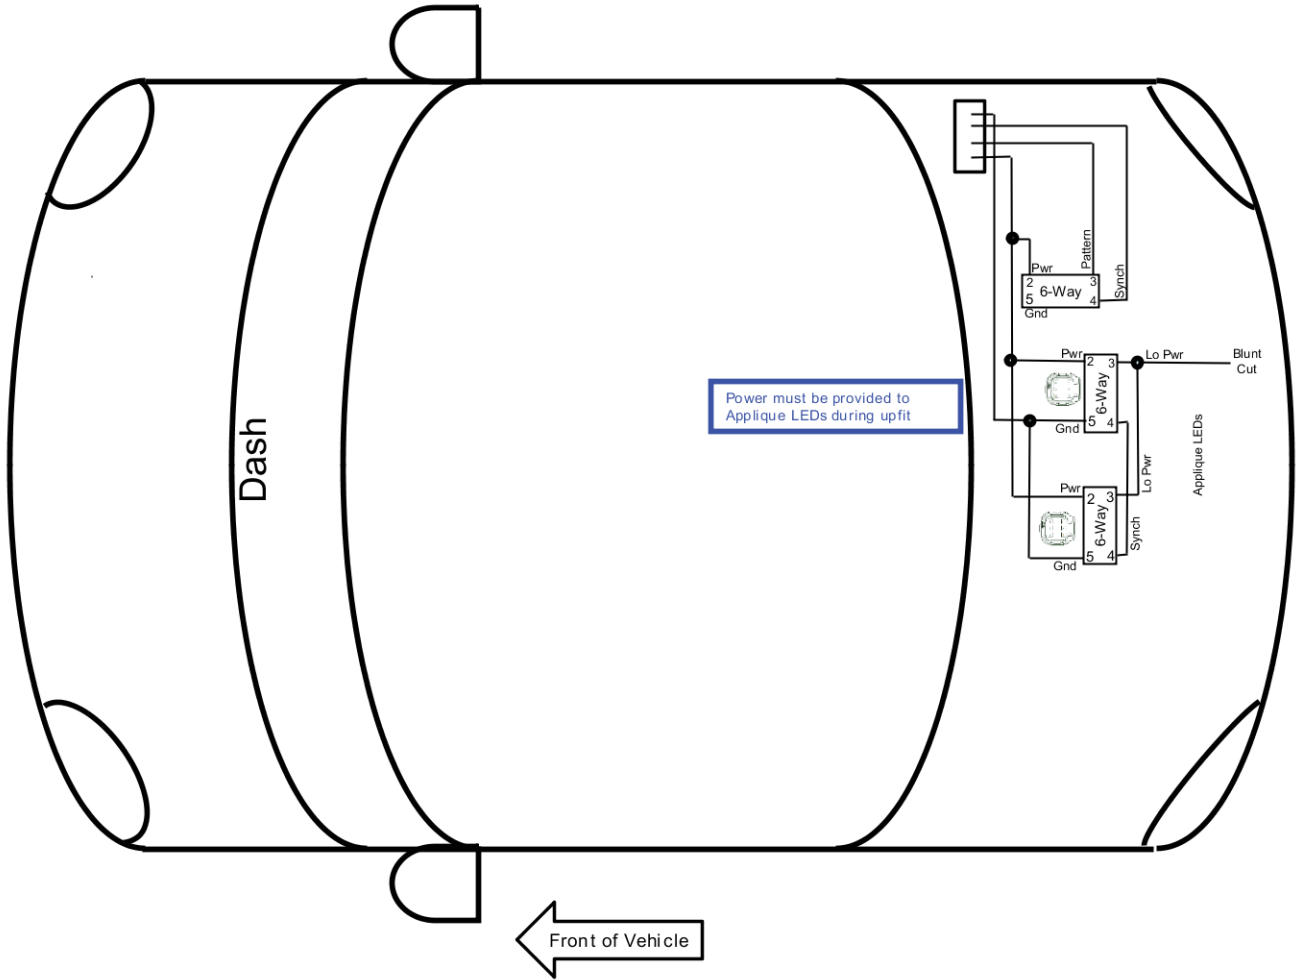 Pattern
Synch
Pwr
2
3
6-Way
5
4
Gnd
Pwr
2
3
Lo Pwr
Blunt
Cut
6-Way
5
4
Gnd
Power must be provided to
Applique LEDs during upfit
Dash
Applique LEDs
Lo Pwr
Pwr
2
3
6-Way
Synch
5
4
Gnd
Front of Vehicle